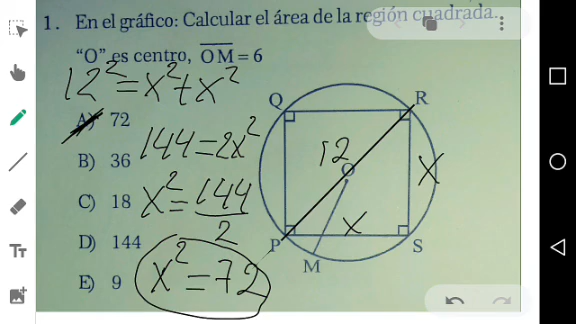 1. En el gráfico: Calcular el área de la región cuadrada.
"O" es centro, OM = 6
12² = x² + x²
A) 72
144 = 2x²
B) 36
x² = 144/2
C) 18
D) 144
x² = 72
E) 9
Q
R
12
O
x
x
P
S
M
Tт